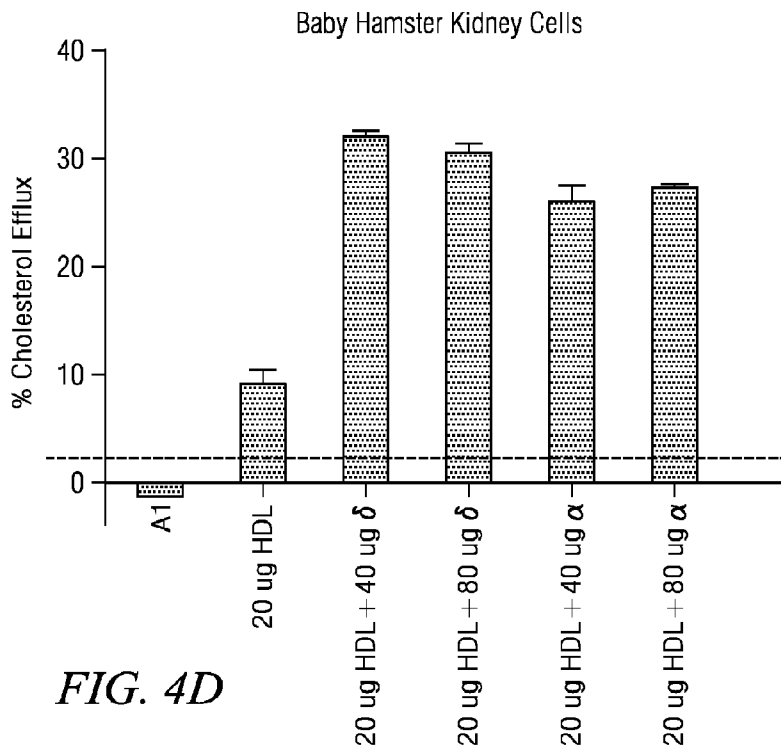 Baby Hamster Kidney Cells
% Cholesterol Efflux
40
30
20
10
0
A1
20 ug HDL
20 ug HDL + 40 ug δ
20 ug HDL + 80 ug δ
20 ug HDL + 40 ug α
20 ug HDL + 80 ug α
FIG. 4D